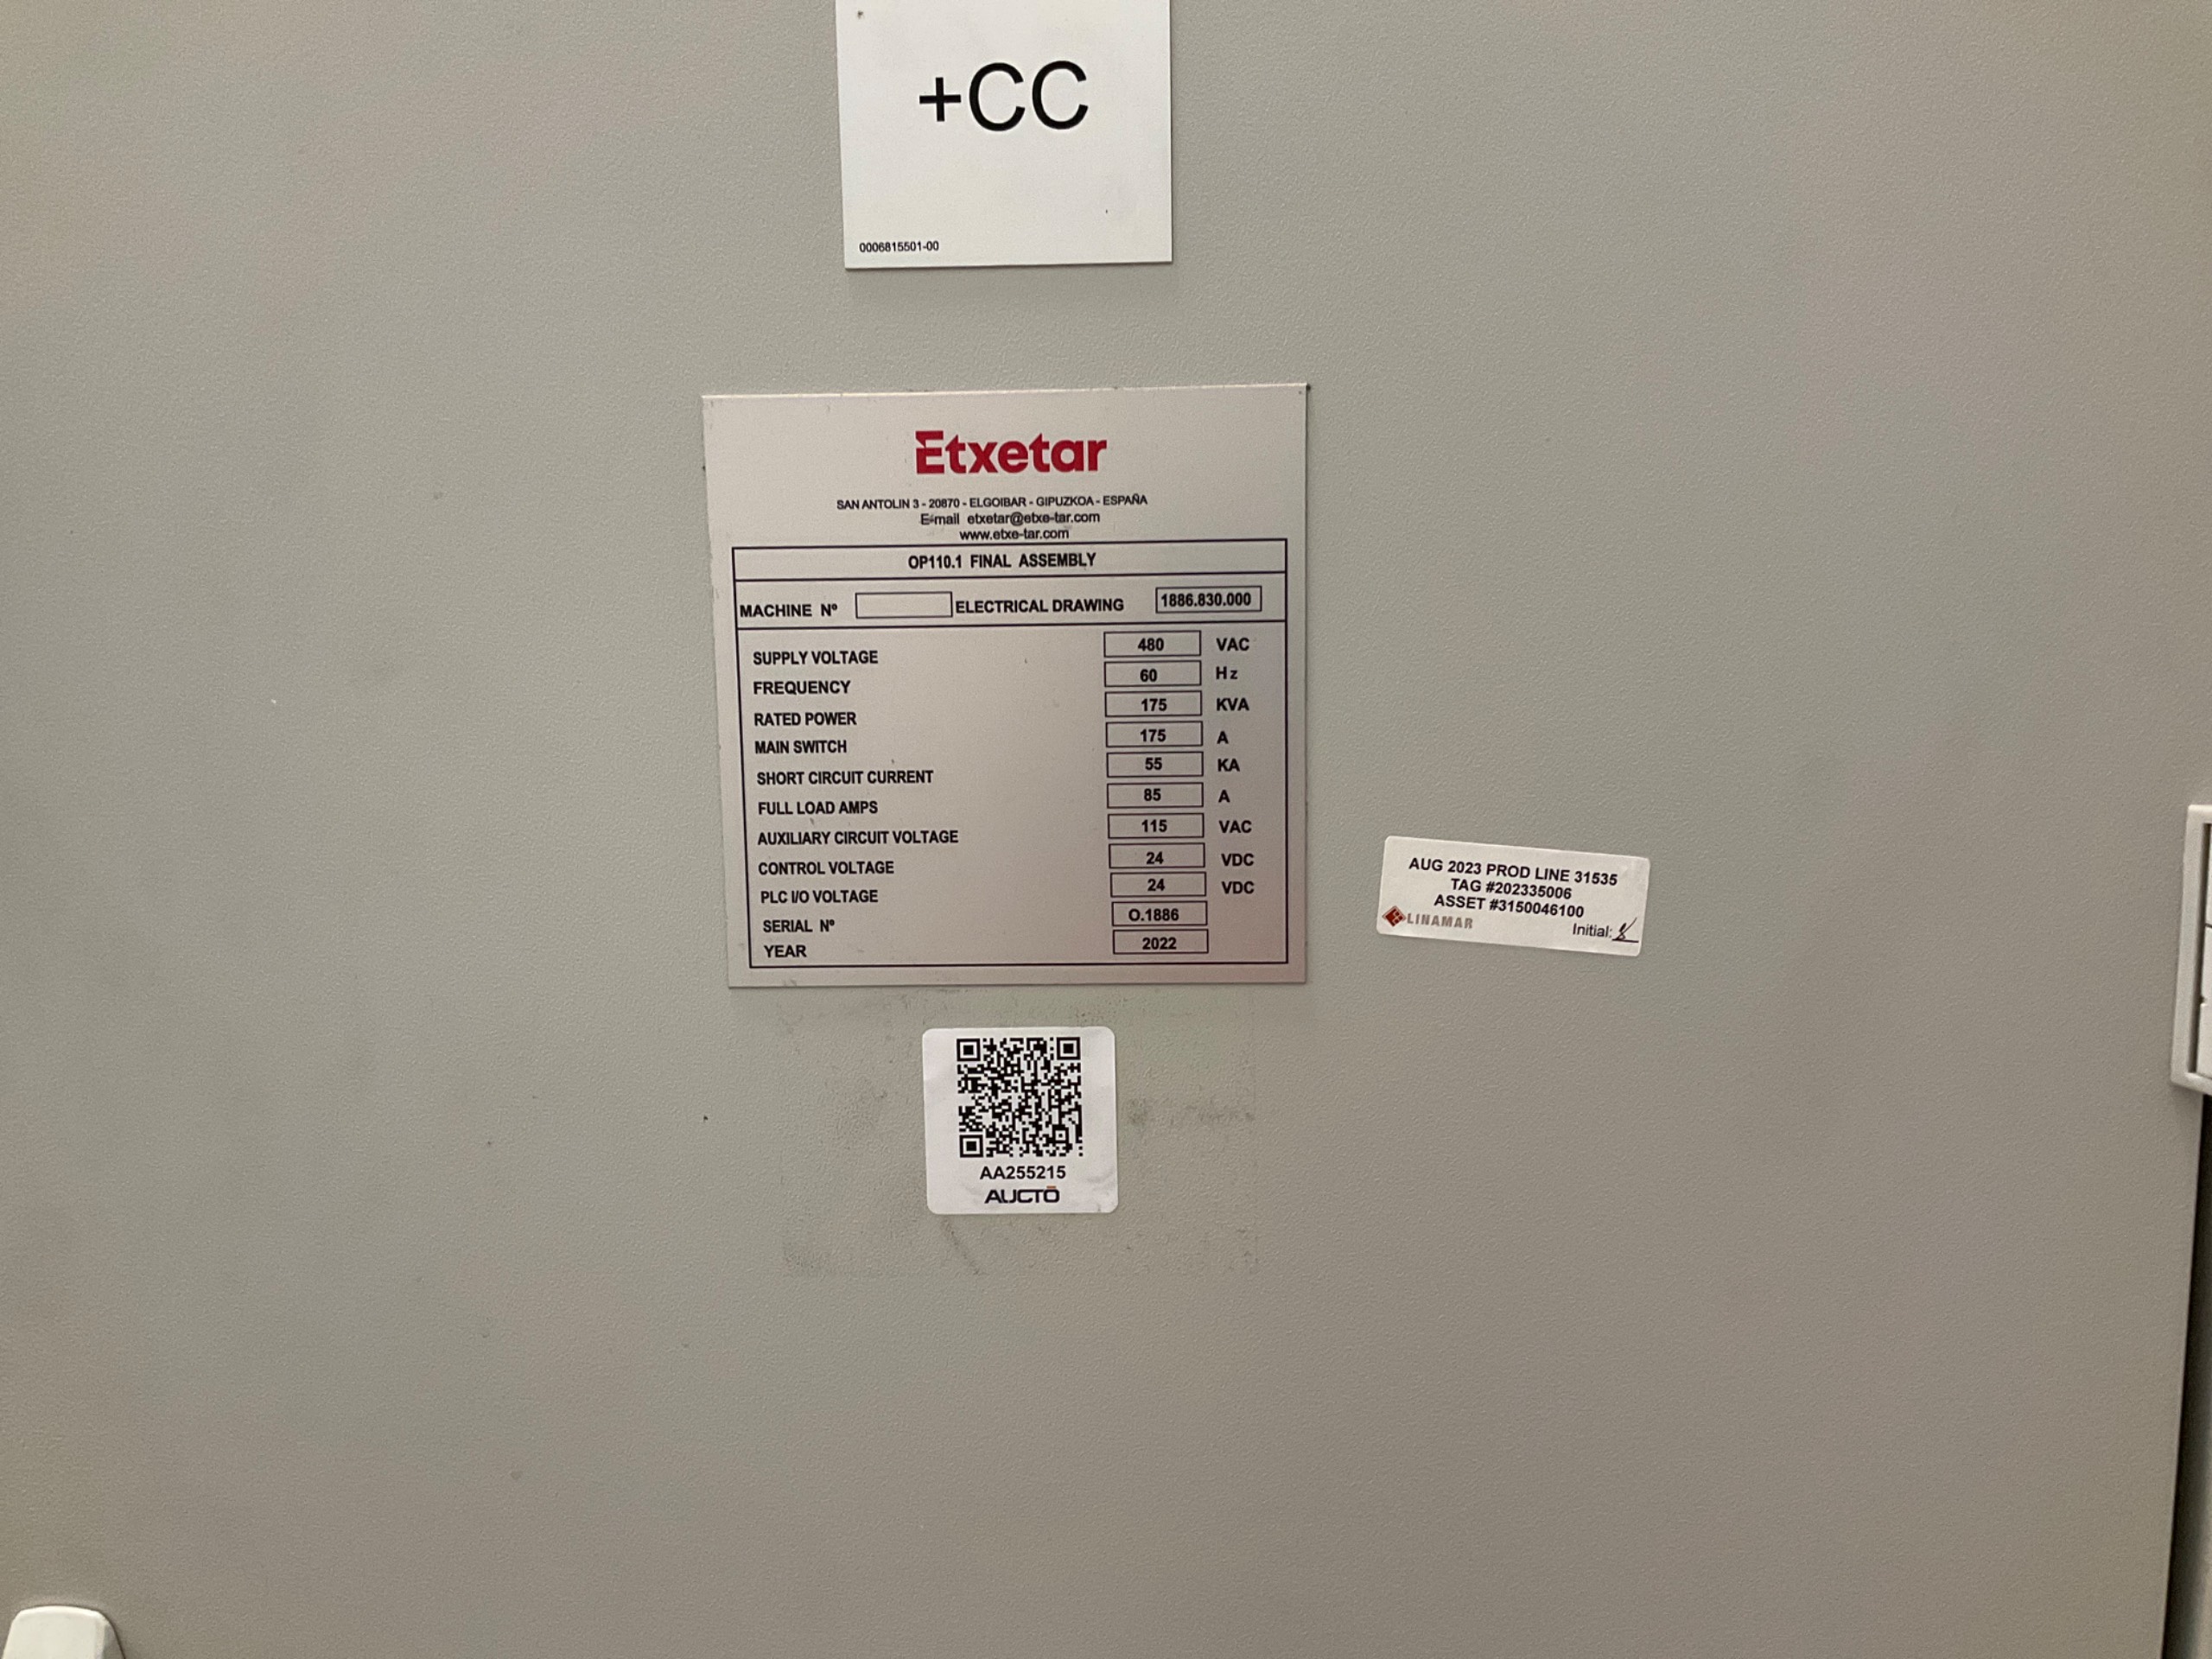 +CC
0006815501-00
Etxetar
SAN ANTOLIN 3 - 20870 - ELGOIBAR - GIPUZKOA - ESPAÑA
E-mail etxetar@etxe-tar.com
www.etxe-tar.com
OP110.1 FINAL ASSEMBLY
MACHINE Nº ELECTRICAL DRAWING 1886.830.000
SUPPLY VOLTAGE 480 VAC
FREQUENCY 60 Hz
RATED POWER 175 KVA
MAIN SWITCH 175 A
SHORT CIRCUIT CURRENT 55 KA
FULL LOAD AMPS 85 A
AUXILIARY CIRCUIT VOLTAGE 115 VAC
CONTROL VOLTAGE 24 VDC
PLC I/O VOLTAGE 24 VDC
SERIAL Nº O.1886
YEAR 2022
AUG 2023 PROD LINE 31535
TAG #202335006
ASSET #3150046100
LINAMAR Initial:
AA255215
AUCTO